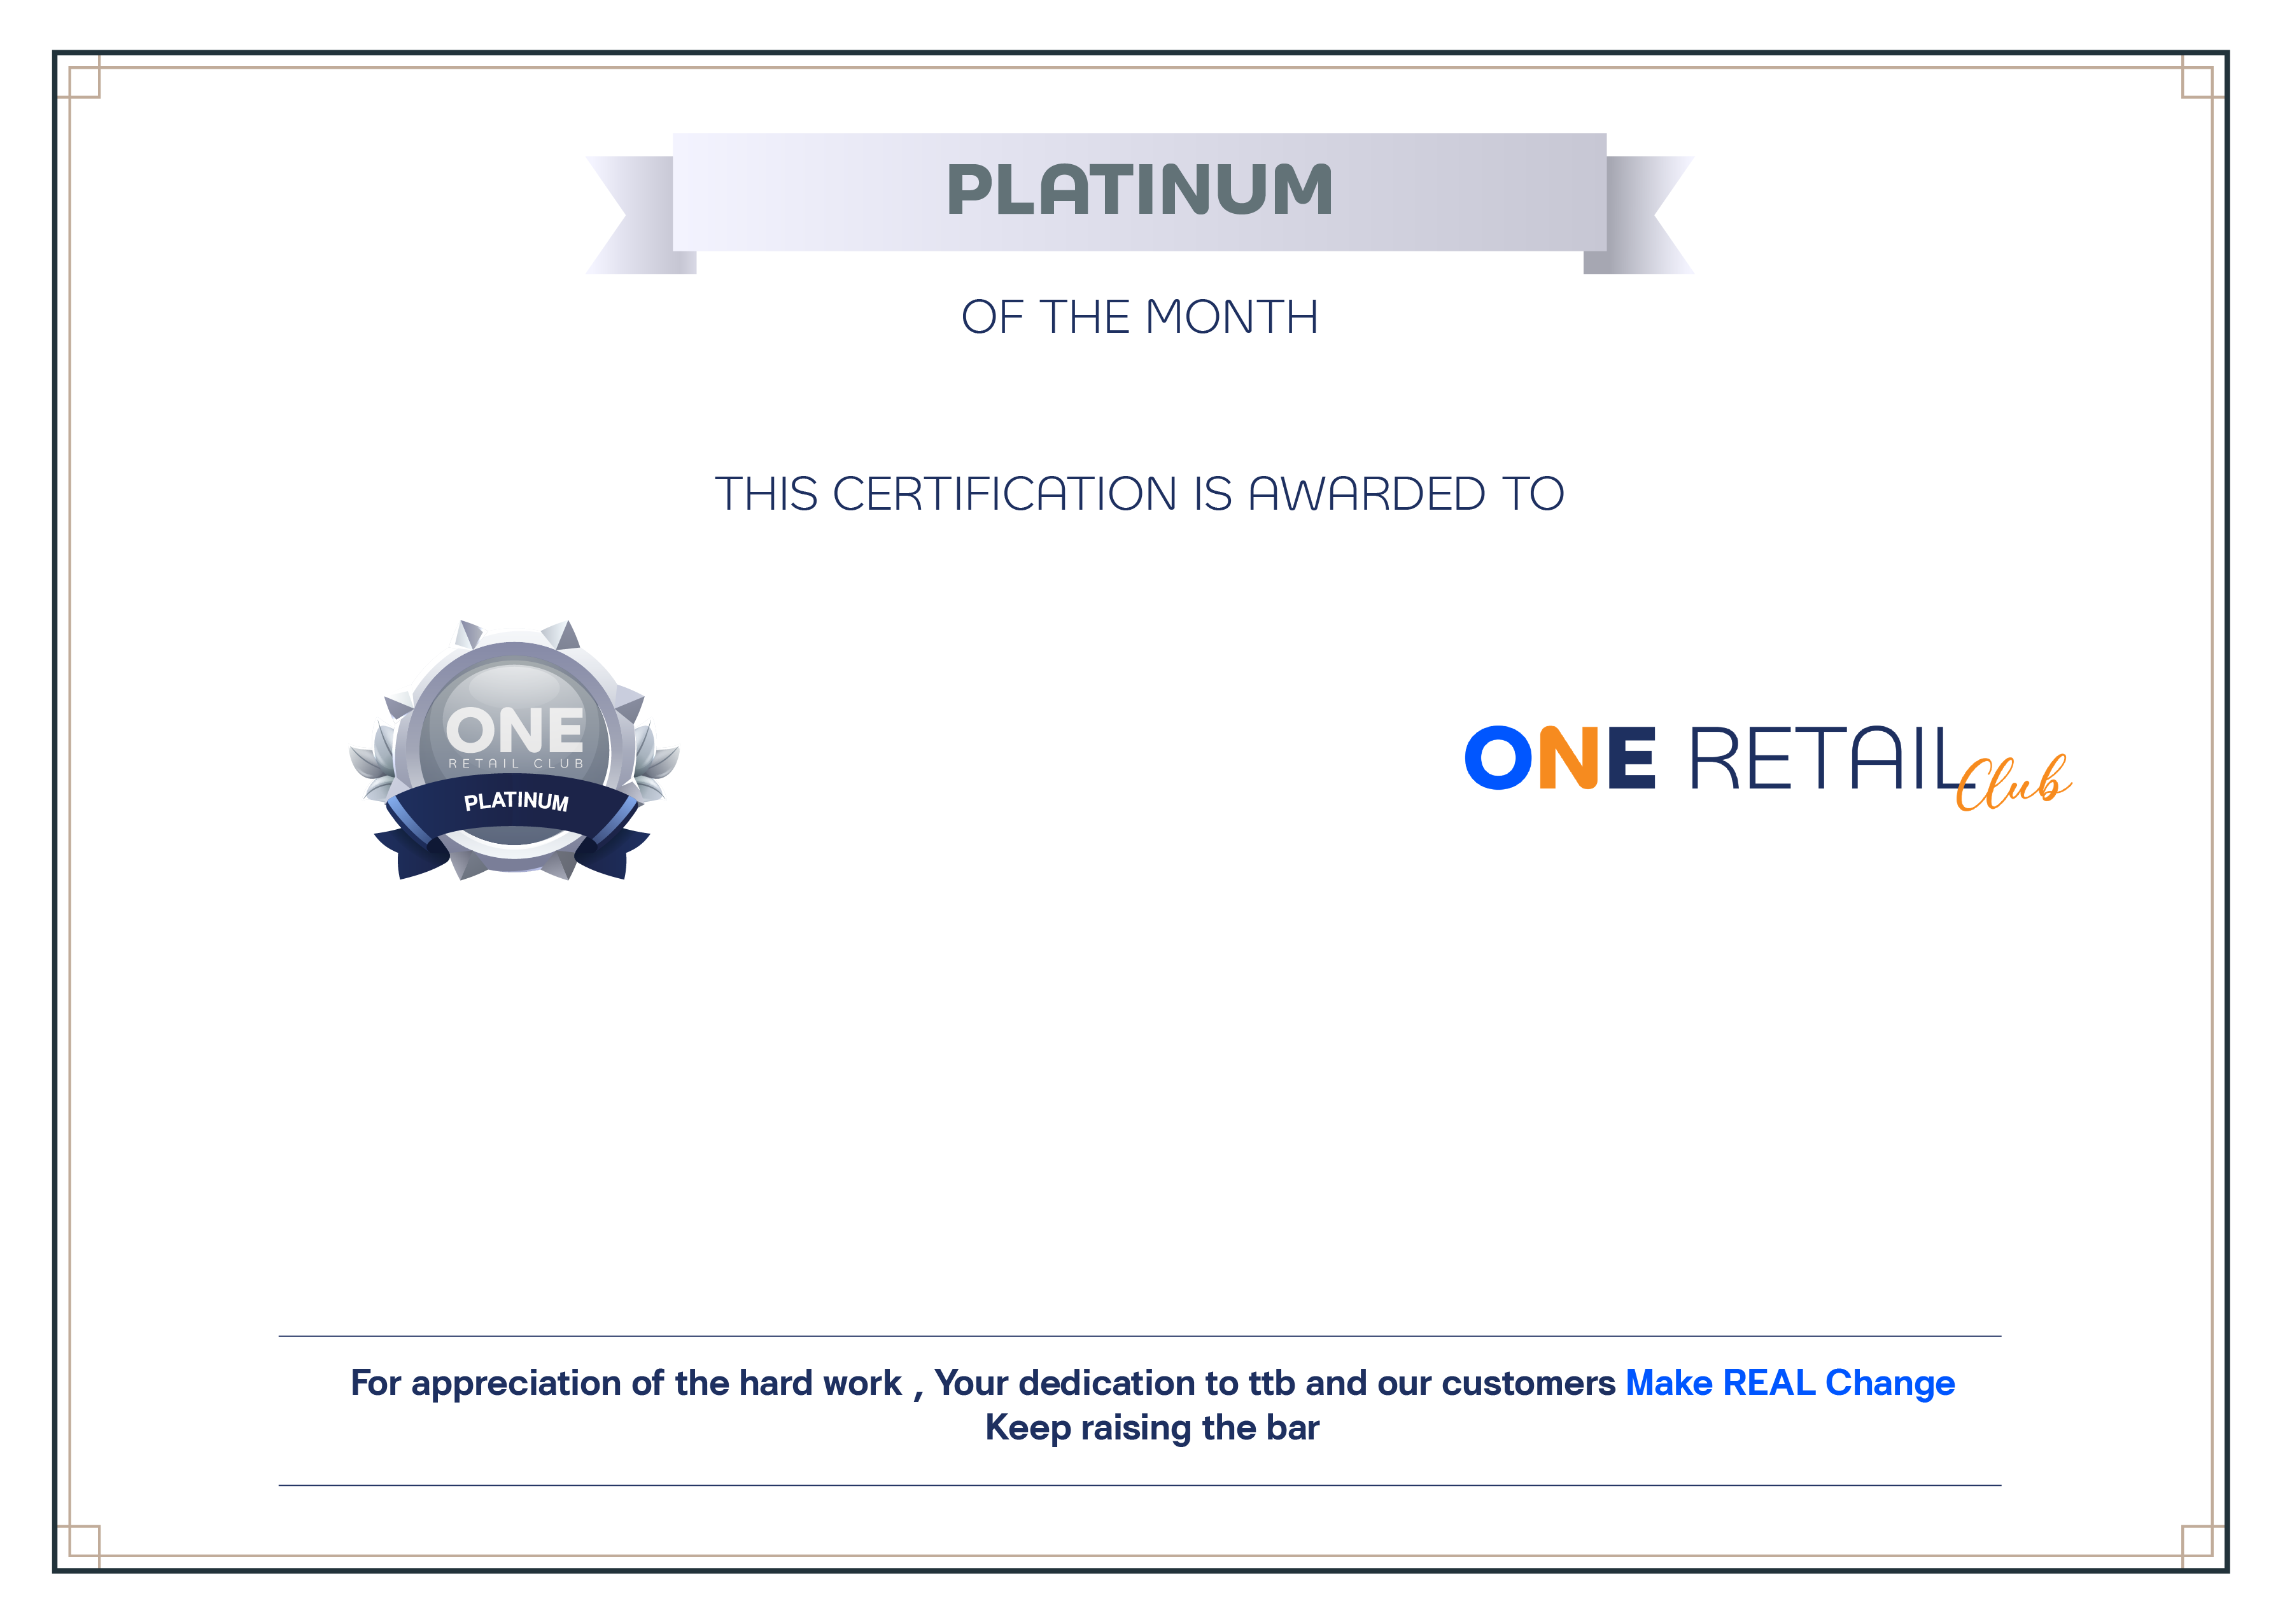 PLATINUM
OF THE MONTH
THIS CERTIFICATION IS AWARDED TO
ONE
RETAIL CLUB
PLATINUM
ONE RETAIL Club
For appreciation of the hard work , Your dedication to ttb and our customers Make REAL Change
Keep raising the bar